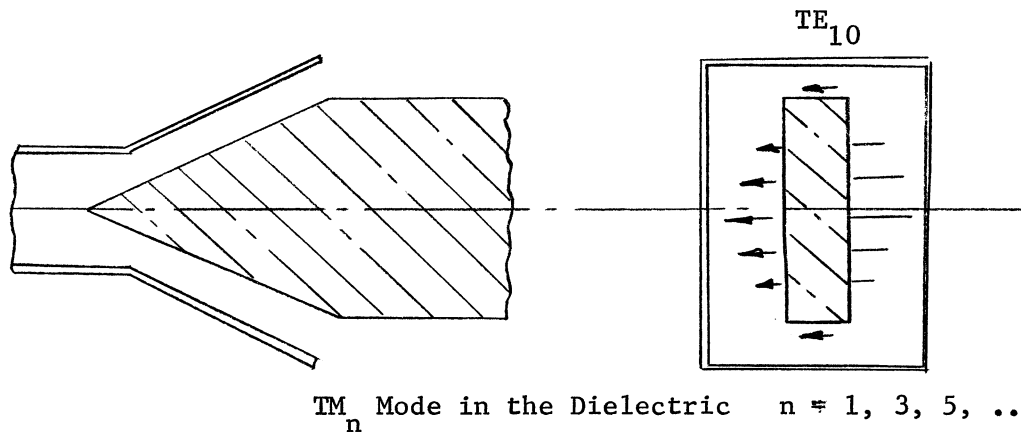 TE10
TMn Mode in the Dielectric n = 1, 3, 5, ..